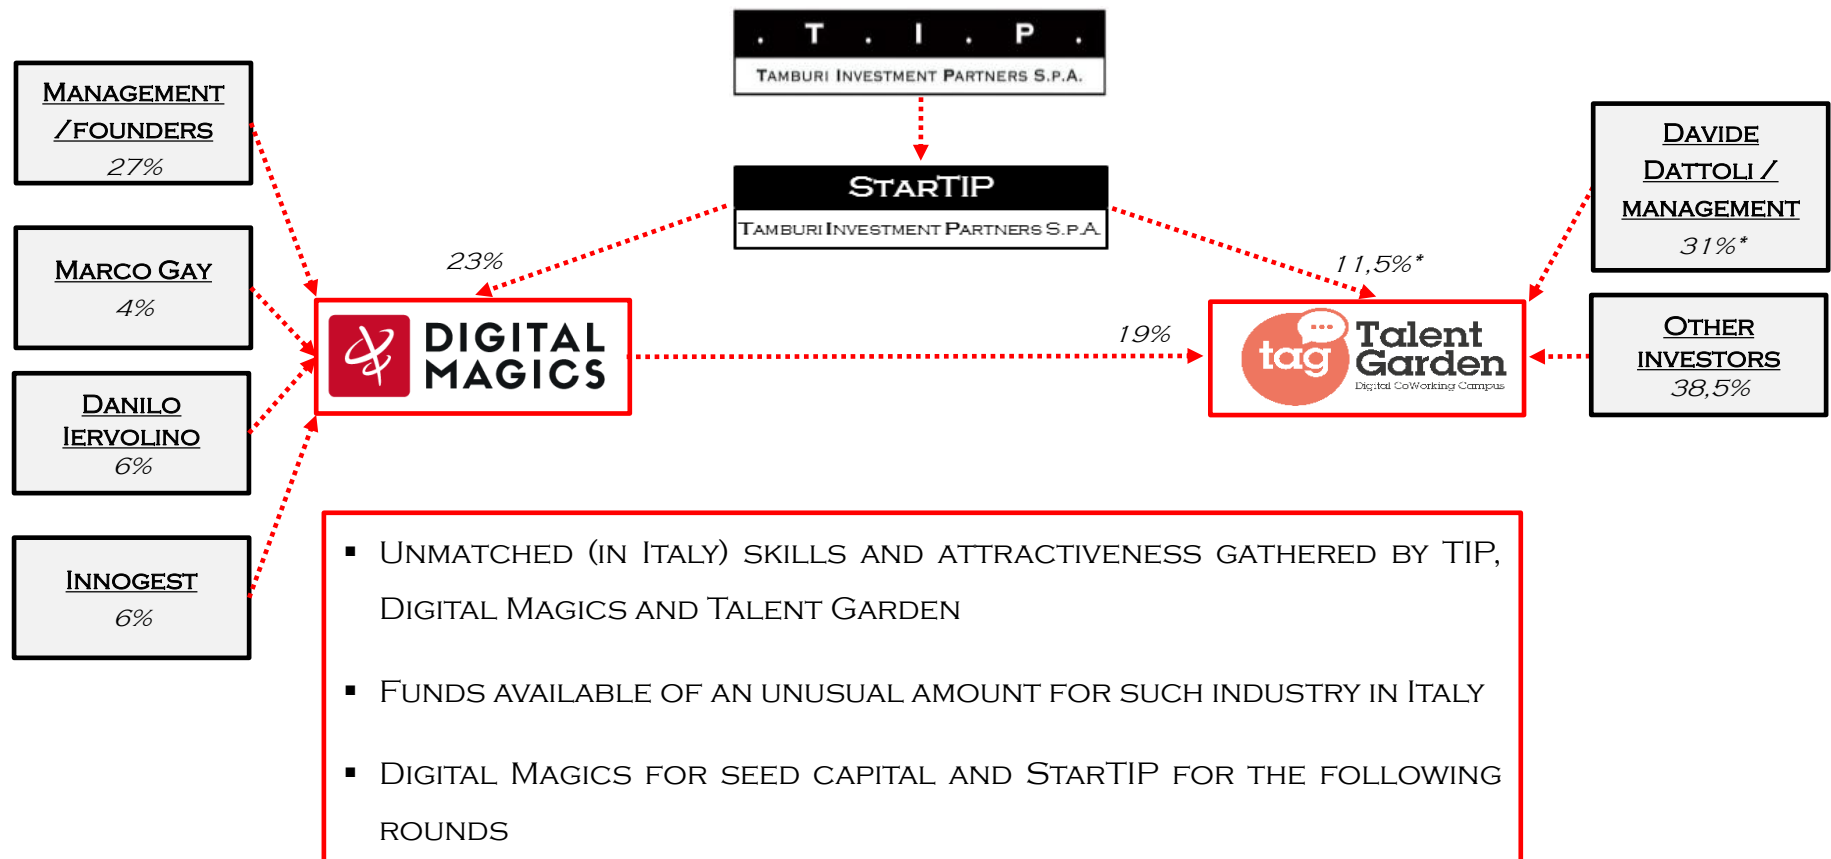 . T . I . P .
TAMBURI INVESTMENT PARTNERS S.P.A.
MANAGEMENT
/FOUNDERS
27%
STARTIP
TAMBURI INVESTMENT PARTNERS S.P.A.
DAVIDE
DATTOLI /
MANAGEMENT
31%*
MARCO GAY
4%
23%
11,5%*
DIGITAL
MAGICS
19%
tag
Talent
Garden
Digital CoWorking Campus
OTHER
INVESTORS
38,5%
DANILO
IERVOLINO
6%
INNOGEST
6%
▪ UNMATCHED (IN ITALY) SKILLS AND ATTRACTIVENESS GATHERED BY TIP,
DIGITAL MAGICS AND TALENT GARDEN
▪ FUNDS AVAILABLE OF AN UNUSUAL AMOUNT FOR SUCH INDUSTRY IN ITALY
▪ DIGITAL MAGICS FOR SEED CAPITAL AND STARTIP FOR THE FOLLOWING
ROUNDS